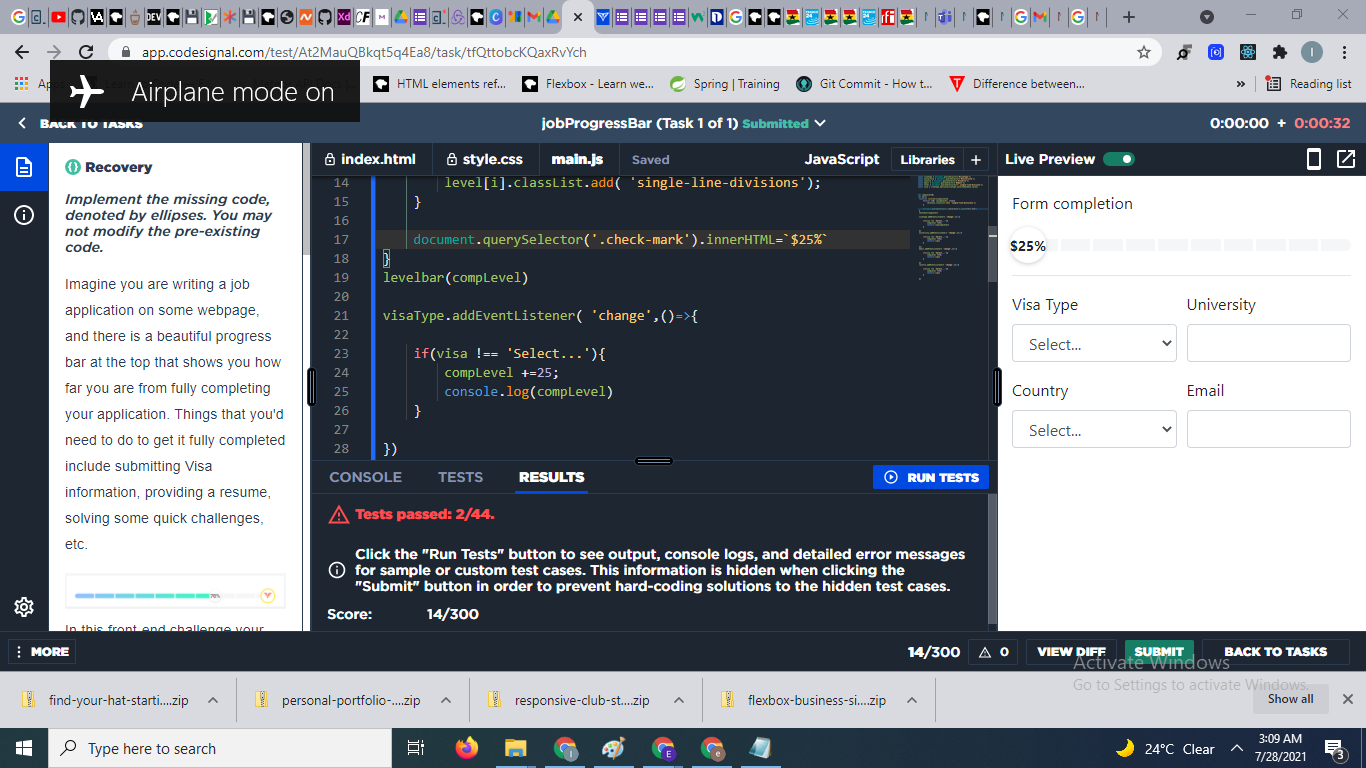 app.codesignal.com/test/At2MauQBkqt5q4Ea8/task/tfQttobcKQaxRvYch
I
Airplane mode on
HTML elements ref...
Flexbox - Learn we...
Spring | Training
Git Commit - How t...
Difference between...
»
Reading list
BACK TO TASKS
jobProgressBar (Task 1 of 1) Submitted
0:00:00 + 0:00:32
Recovery
Implement the missing code,
denoted by ellipses. You may
not modify the pre-existing
code.
Imagine you are writing a job
application on some webpage,
and there is a beautiful progress
bar at the top that shows you how
far you are from fully completing
your application. Things that you'd
need to do to get it fully completed
include submitting Visa
information, providing a resume,
solving some quick challenges,
etc.
70%
In this front-end challenge your
index.html
style.css
main.js
Saved
JavaScript
Libraries +
14 level[i].classList.add( 'single-line-divisions');
15 }
16
17 document.querySelector('.check-mark').innerHTML=`$25%`
18 }
19 levelbar(compLevel)
20
21 visaType.addEventListener( 'change',()=>{
22
23 if(visa !== 'Select...'){
24 compLevel +=25;
25 console.log(compLevel)
26 }
27
28 })
CONSOLE
TESTS
RESULTS
RUN TESTS
Tests passed: 2/44.
Click the "Run Tests" button to see output, console logs, and detailed error messages
for sample or custom test cases. This information is hidden when clicking the
"Submit" button in order to prevent hard-coding solutions to the hidden test cases.
Score: 14/300
Live Preview
Form completion
$25%
Visa Type
University
Select...
Country
Email
Select...
MORE
14/300
0
VIEW DIFF
SUBMIT
BACK TO TASKS
Activate Windows
Go to Settings to activate Windows.
find-your-hat-starti....zip
personal-portfolio-....zip
responsive-club-st....zip
flexbox-business-si....zip
Show all
Type here to search
24°C Clear
3:09 AM
7/28/2021
3